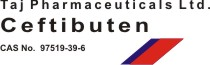 Taj Pharmaceuticals Ltd.
Ceftibuten
CAS No. 97519-39-6